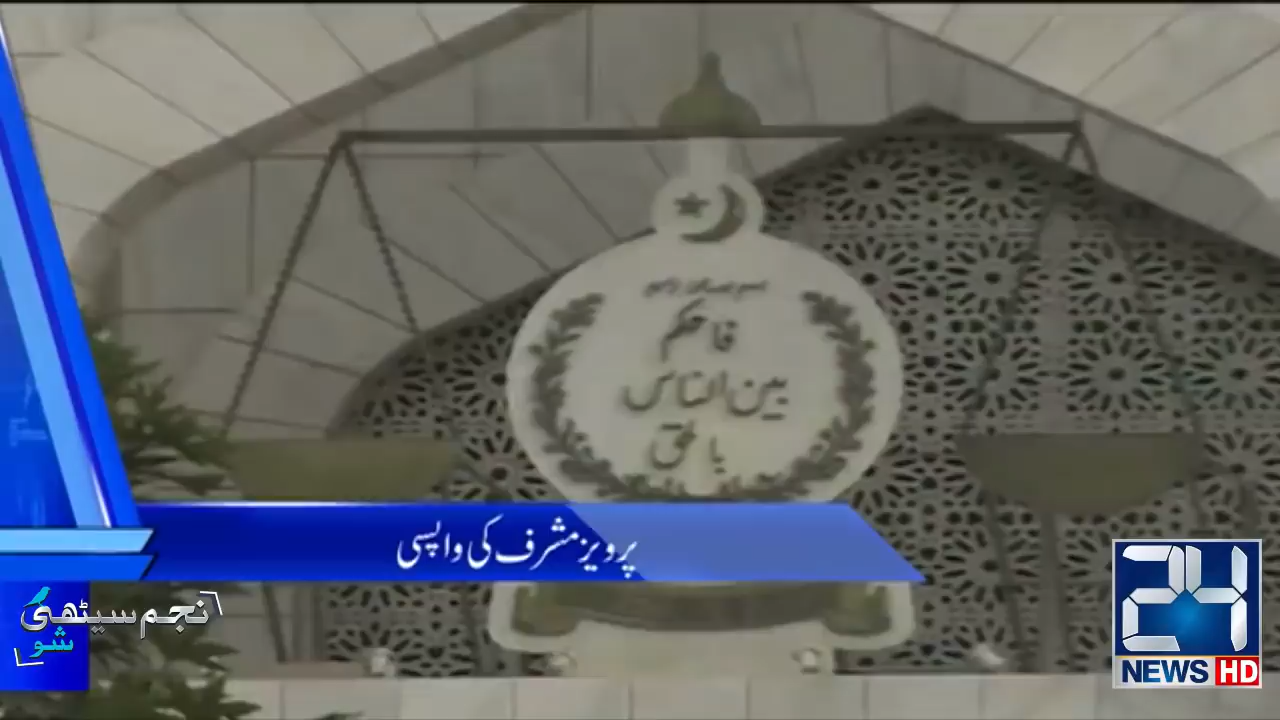 فاحکم
بین الناس
بالحق
پرویز مشرف کی واپسی
نجم سیٹھی
شو
24
NEWS HD